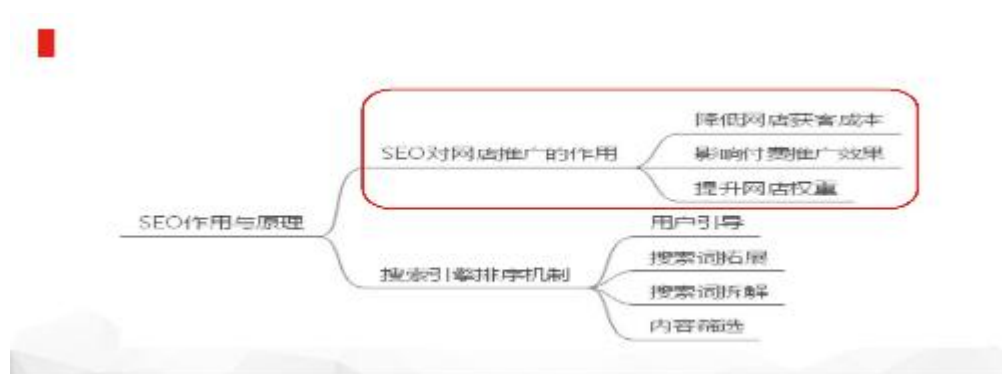 SEO作用与原理
SEO对网店推广的作用
降低网店获客成本
影响付费推广效果
提升网店权重
搜索引擎排序机制
用户引导
搜索词拓展
搜索词拆解
内容筛选